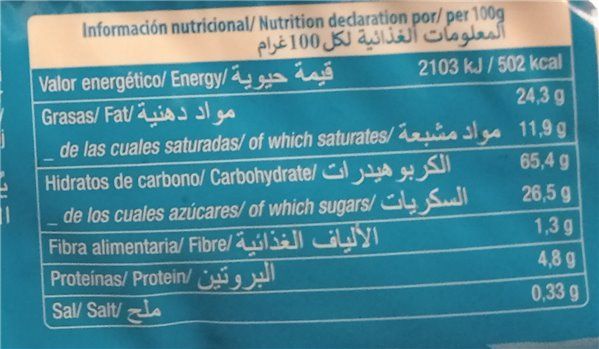 Información nutricional/ Nutrition declaration por/ per 100g
المعلومات الغذائية لكل 100غرام
Valor energético/ Energy/ قيمة حيوية 2103 kJ / 502 kcal
Grasas/ Fat/ مواد دهنية 24,3 g
_ de las cuales saturadas/ of which saturates/ مواد مشبعة 11,9 g
Hidratos de carbono/ Carbohydrate/ الكربوهيدرات 65,4 g
_ de los cuales azúcares/ of which sugars/ السكريات 26,5 g
Fibra alimentaria/ Fibre/ الألياف الغذائية 1,3 g
Proteínas/ Protein/ البروتين 4,8 g
Sal/ Salt/ ملح 0,33 g